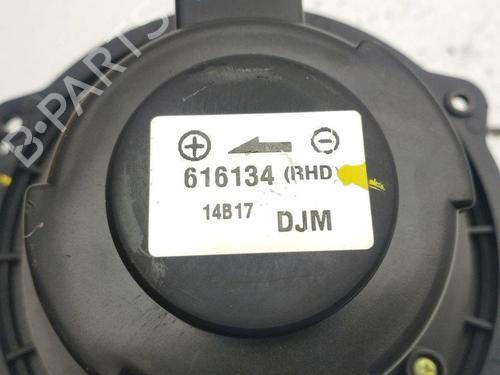 B-PARTS
⊕ ← ⊖
616134 (RHD)
14B17 DJM